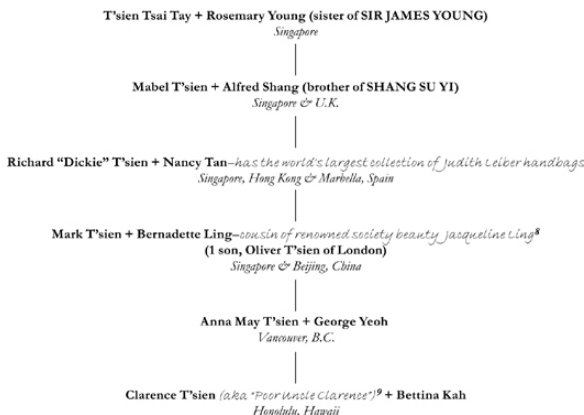 T'sien Tsai Tay + Rosemary Young (sister of SIR JAMES YOUNG)
Singapore
Mabel T'sien + Alfred Shang (brother of SHANG SU YI)
Singapore & U.K.
Richard “Dickie” T'sien + Nancy Tan–has the world's largest collection of Judith Leiber handbags
Singapore, Hong Kong & Marbella, Spain
Mark T'sien + Bernadette Ling–cousin of renowned society beauty Jacqueline Ling⁸
(1 son, Oliver T'sien of London)
Singapore & Beijing, China
Anna May T'sien + George Yeoh
Vancouver, B.C.
Clarence T'sien (aka “Poor Uncle Clarence”)⁹ + Bettina Kah
Honolulu, Hawaii